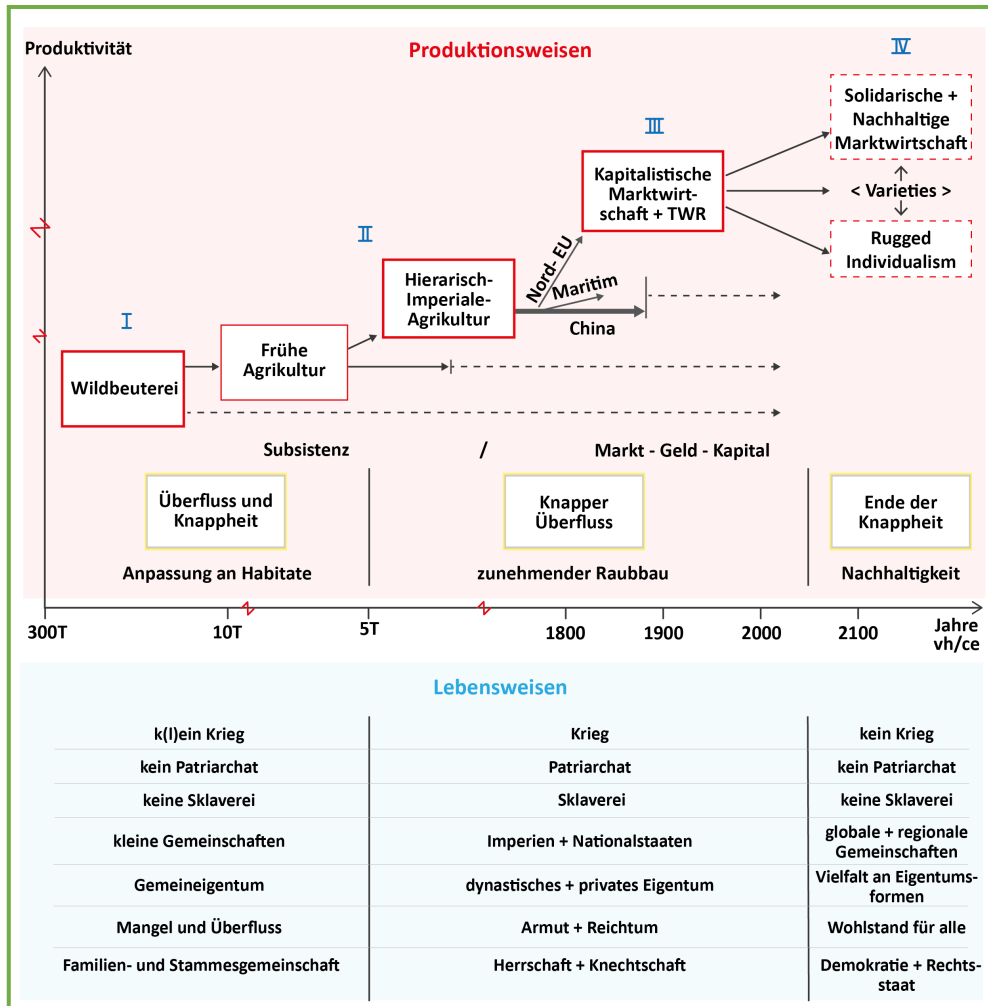 Produktionsweisen
Produktivität
IV
Solidarische +
Nachhaltige
Marktwirtschaft
III
Kapitalistische
Marktwirt-
schaft + TWR
< Varieties >
II
Rugged
Individualism
Nord- EU
Hierarisch-
Imperiale-
Agrikultur
Maritim
China
I
Frühe
Agrikultur
Wildbeuterei
Subsistenz / Markt - Geld - Kapital
Überfluss und
Knappheit
Knapper
Überfluss
Ende der
Knappheit
Anpassung an Habitate
zunehmender Raubbau
Nachhaltigkeit
300T 10T 5T 1800 1900 2000 2100 Jahre
vh/ce
Lebensweisen
k(l)ein Krieg Krieg kein Krieg
kein Patriarchat Patriarchat kein Patriarchat
keine Sklaverei Sklaverei keine Sklaverei
kleine Gemeinschaften Imperien + Nationalstaaten globale + regionale
Gemeinschaften
Gemeineigentum dynastisches + privates Eigentum Vielfalt an Eigentums-
formen
Mangel und Überfluss Armut + Reichtum Wohlstand für alle
Familien- und Stammesgemeinschaft Herrschaft + Knechtschaft Demokratie + Rechts-
staat